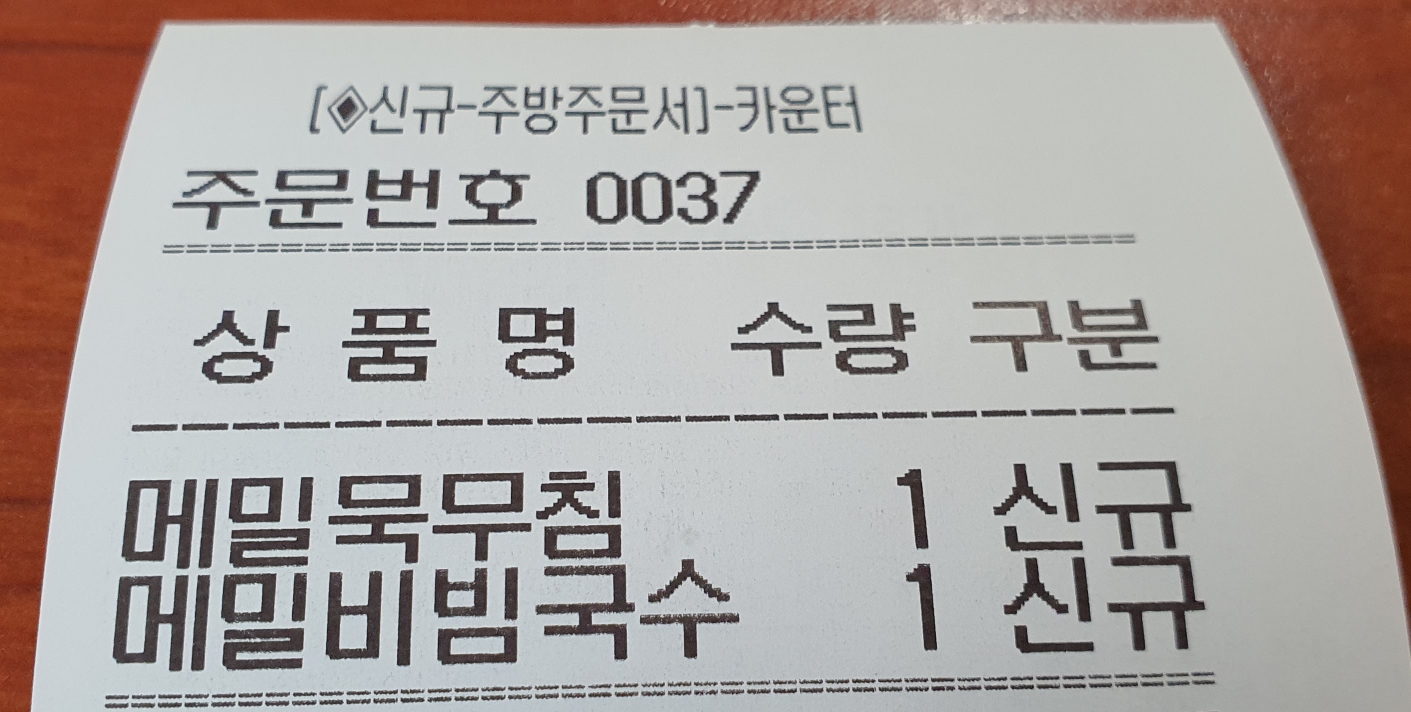 [◈신규-주방주문서]-카운터
주문번호 0037
상 품 명 수량 구분
메밀묵무침 1 신규
메밀비빔국수 1 신규